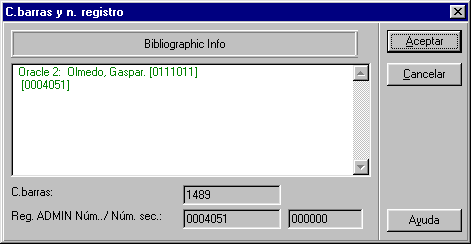 C.barras y n. registro
Bibliographic Info
Aceptar
Oracle 2: Olmedo, Gaspar. [0111011]
[0004051]
Cancelar
C.barras: 1489
Reg. ADMIN Núm../ Núm. sec.: 0004051 000000
Ayuda